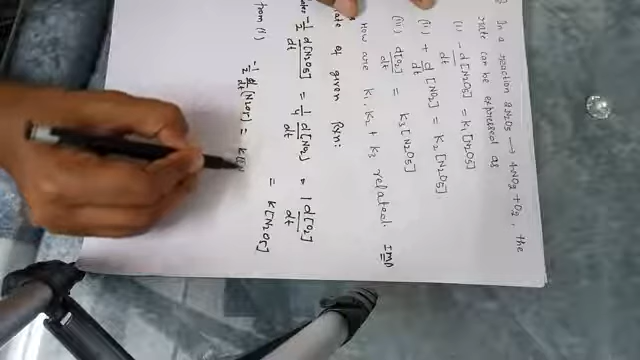 In a reaction 2N₂O₅ → 4NO₂ + O₂, the
rate can be expressed as
(i) - d[N₂O₅]/dt = k₁[N₂O₅]
(ii) + d[NO₂]/dt = K₂[N₂O₅]
(iii) d[O₂]/dt = K₃[N₂O₅]
How are K₁, K₂ + K₃ related. IMP
rate of given Rxn:
-1/2 d[N₂O₅]/dt = 1/4 d[NO₂]/dt = 1 d[O₂]/dt = K[N₂O₅]
from (i)
-1/2 d/dt[N₂O₅] = K